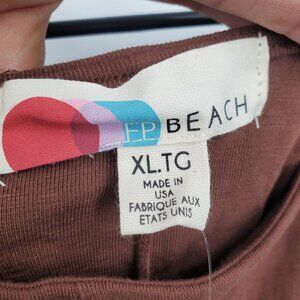 FP BEACH
XL.TG
MADE IN
USA
FABRIQUE AUX
ETATS UNIS